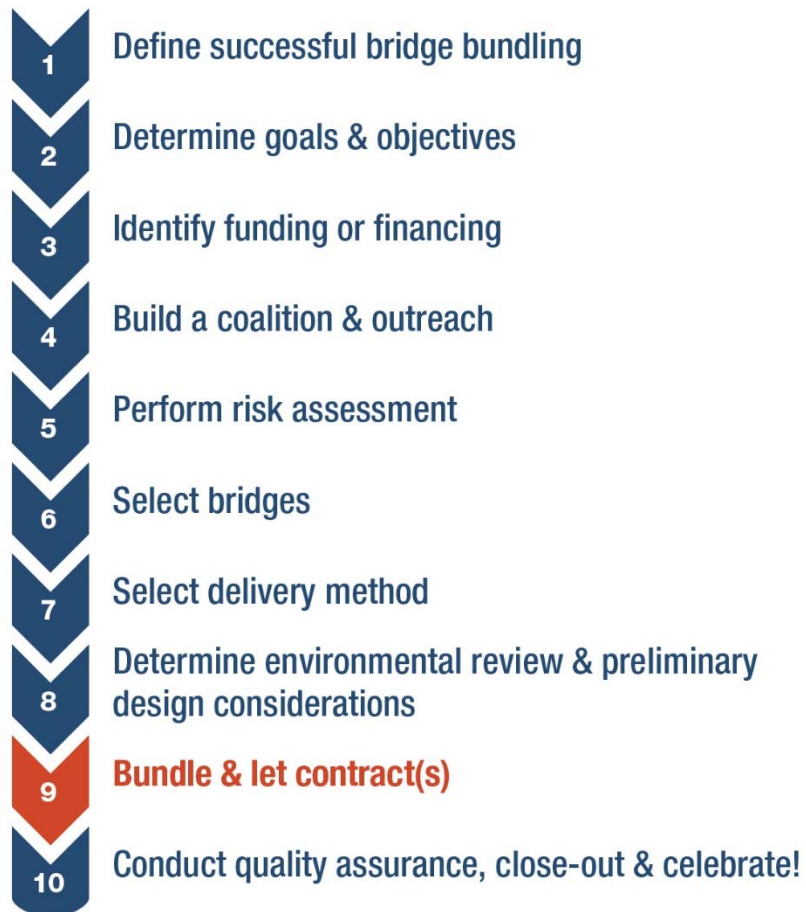 1 Define successful bridge bundling
2 Determine goals & objectives
3 Identify funding or financing
4 Build a coalition & outreach
5 Perform risk assessment
6 Select bridges
7 Select delivery method
8 Determine environmental review & preliminary
design considerations
9 Bundle & let contract(s)
10 Conduct quality assurance, close-out & celebrate!